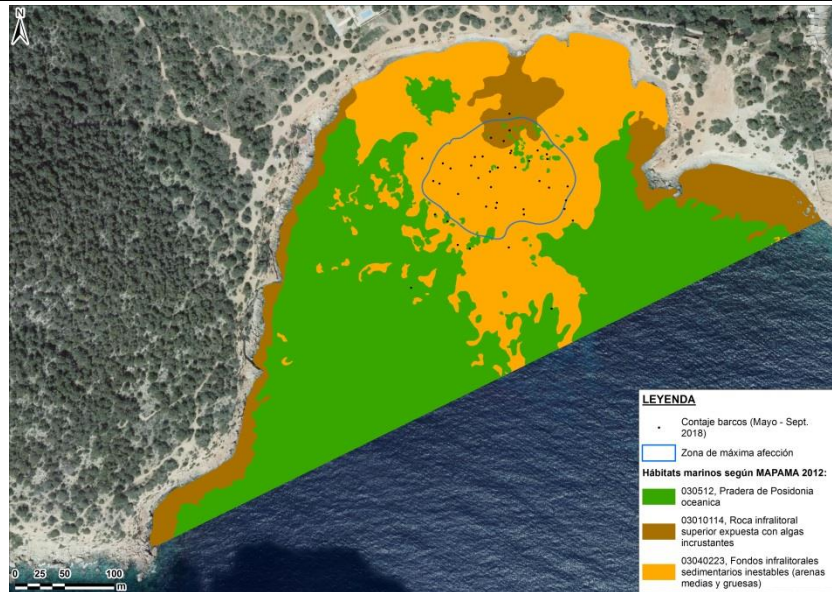 N
LEYENDA
Contaje barcos (Mayo - Sept.
2018)
Zona de máxima afección
Hábitats marinos según MAPAMA 2012:
030512, Pradera de Posidonia
oceanica
03010114, Roca infralitoral
superior expuesta con algas
incrustantes
03040223, Fondos infralitorales
sedimentarios inestables (arenas
medias y gruesas)
0 25 50 100
m